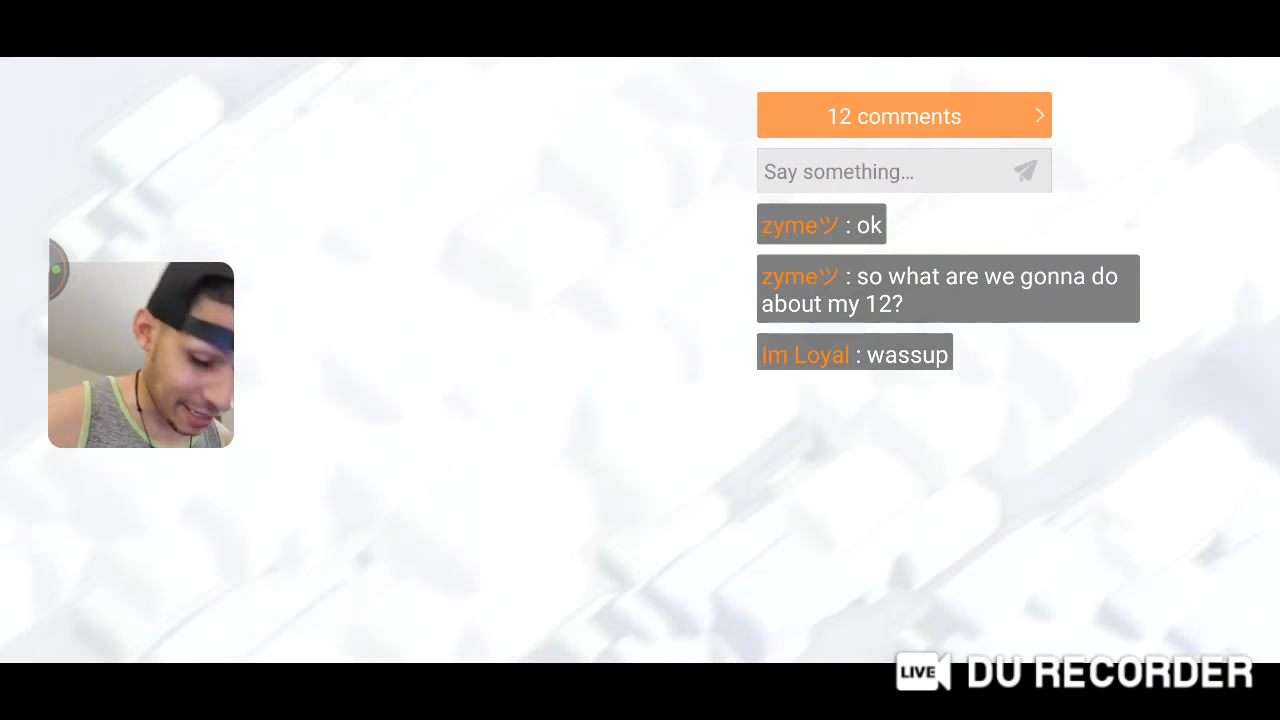 12 comments
Say something...
zymeツ : ok
zymeツ : so what are we gonna do
about my 12?
Im Loyal : wassup
LIVE DU RECORDER